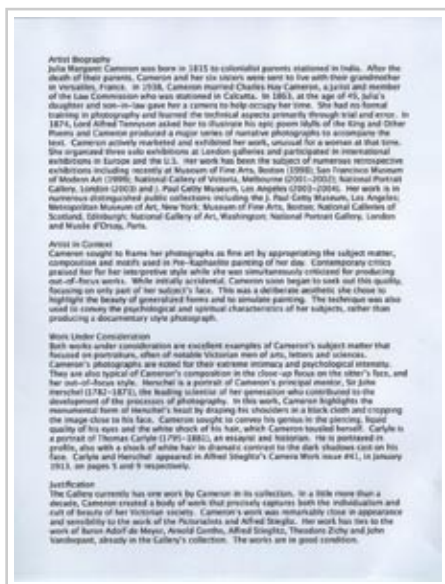 Artist Biography
Julia Margaret Cameron was born in 1815 to colonialist parents stationed in India. After the
death of their parents, Cameron and her six sisters were sent to live with their grandmother
in Versailles, France. In 1938, Cameron married Charles Hay Cameron, a jurist and member
of the Law Commission who was stationed in Calcutta. In 1863, at the age of 49, Julia's
daughter and son-in-law gave her a camera to help occupy her time. She had no formal
training in photography and learned the technical aspects primarily through trial and error. In
1874, Lord Alfred Tennyson asked her to illustrate his epic poem Idylls of the King and Other
Poems and Cameron produced a major series of narrative photographs to accompany the
text. Cameron actively marketed and exhibited her work, unusual for a woman at that time.
She organized three solo exhibitions at London galleries and participated in international
exhibitions in Europe and the U.S. Her work has been the subject of numerous retrospective
exhibitions including recently at Museum of Fine Arts, Boston (1998); San Francisco Museum
of Modern Art (1999); National Gallery of Victoria, Melbourne (2001-2002); National Portrait
Gallery, London (2003) and J. Paul Getty Museum, Los Angeles (2003-2004). Her work is in
numerous distinguished public collections including the J. Paul Getty Museum, Los Angeles;
Metropolitan Museum of Art, New York; Museum of Fine Arts, Boston; National Galleries of
Scotland, Edinburgh; National Gallery of Art, Washington; National Portrait Gallery, London
and Musée d'Orsay, Paris.
Artist in Context
Cameron sought to frame her photographs as fine art by appropriating the subject matter,
composition and motifs used in Pre-Raphaelite painting of her day. Contemporary critics
praised her for her interpretive style while she was simultaneously criticized for producing
out-of-focus works. While initially accidental, Cameron soon began to seek out this quality,
focusing on only part of her subject's face. This was a deliberate aesthetic she chose to
highlight the beauty of generalized forms and to simulate painting. The technique was also
used to convey the psychological and spiritual characteristics of her subjects, rather than
producing a documentary style photograph.
Work Under Consideration
Both works under consideration are excellent examples of Cameron's subject matter that
focused on portraiture, often of notable Victorian men of arts, letters and sciences.
Cameron's photographs are noted for their extreme intimacy and psychological intensity.
They are also typical of Cameron's composition in the close-up focus on the sitter's face, and
her out-of-focus style. Herschel is a portrait of Cameron's principal mentor, Sir John
Herschel (1782-1871), the leading scientist of her generation who contributed to the
development of the processes of photography. In this work, Cameron highlights the
monumental form of Herschel's head by draping his shoulders in a black cloth and cropping
the image close to his face. Cameron sought to convey his genius in the piercing, liquid
quality of his eyes and the white shock of his hair, which Cameron tousled herself. Carlyle is
a portrait of Thomas Carlyle (1795-1881), an essayist and historian. He is portrayed in
profile, also with a shock of white hair in dramatic contrast to the dark shadows cast on his
face. Carlyle and Herschel appeared in Alfred Stieglitz's Camera Work issue #41, in January
1913, on pages 5 and 9 respectively.
Justification
The Gallery currently has one work by Cameron in its collection. In a little more than a
decade, Cameron created a body of work that precisely captures both the individualism and
cult of beauty of her Victorian society. Cameron's work was remarkably close in appearance
and sensibility to the work of the Pictorialists and Alfred Stieglitz. Her work has ties to the
work of Baron Adolf de Meyer, Arnold Genthe, Alfred Stieglitz, Theodore Zichy and John
Vanderpant, already in the Gallery's collection. The works are in good condition.